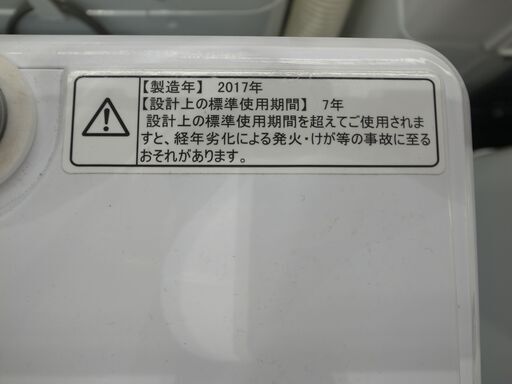 【製造年】 2017年
【設計上の標準使用期間】 7年
設計上の標準使用期間を超えてご使用されま
すと、経年劣化による発火・けが等の事故に至る
おそれがあります。